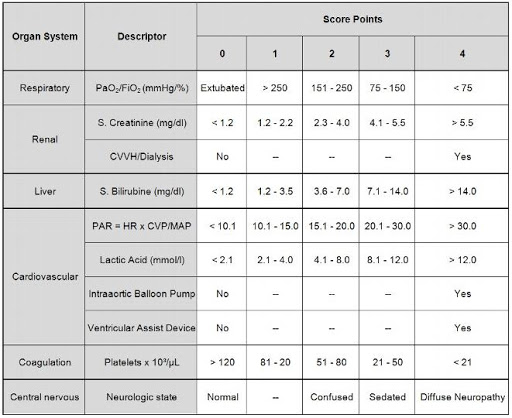 Organ System Descriptor Score Points
0 1 2 3 4
Respiratory PaO₂/FiO₂ (mmHg/%) Extubated > 250 151 - 250 75 - 150 < 75
Renal S. Creatinine (mg/dl) < 1.2 1.2 - 2.2 2.3 - 4.0 4.1 - 5.5 > 5.5
CVVH/Dialysis No -- -- -- Yes
Liver S. Bilirubine (mg/dl) < 1.2 1.2 - 3.5 3.6 - 7.0 7.1 - 14.0 > 14.0
Cardiovascular PAR = HR x CVP/MAP < 10.1 10.1 - 15.0 15.1 - 20.0 20.1 - 30.0 > 30.0
Lactic Acid (mmol/l) < 2.1 2.1 - 4.0 4.1 - 8.0 8.1 - 12.0 > 12.0
Intraaortic Balloon Pump No -- -- -- Yes
Ventricular Assist Device No -- -- -- Yes
Coagulation Platelets x 10³/µL > 120 81 - 20 51 - 80 21 - 50 < 21
Central nervous Neurologic state Normal -- Confused Sedated Diffuse Neuropathy